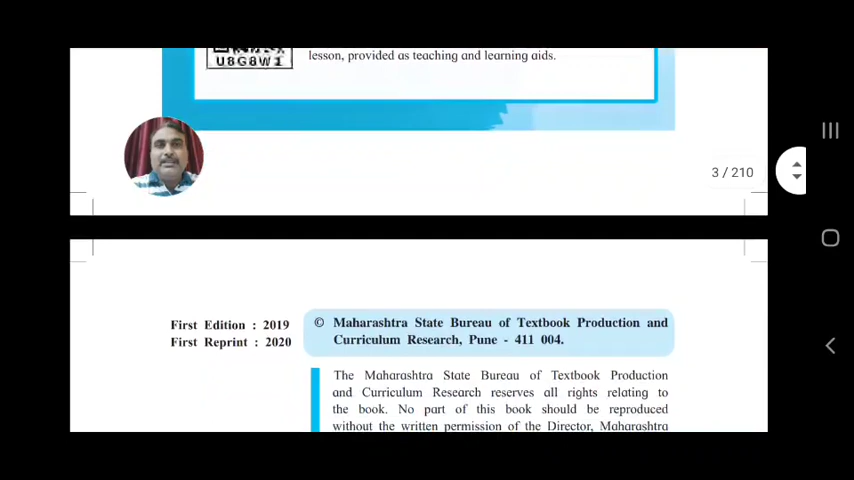 U8G8W1
lesson, provided as teaching and learning aids.
3 / 210
First Edition : 2019
First Reprint : 2020
© Maharashtra State Bureau of Textbook Production and
Curriculum Research, Pune - 411 004.
The Maharashtra State Bureau of Textbook Production
and Curriculum Research reserves all rights relating to
the book. No part of this book should be reproduced
without the written permission of the Director, Maharashtra